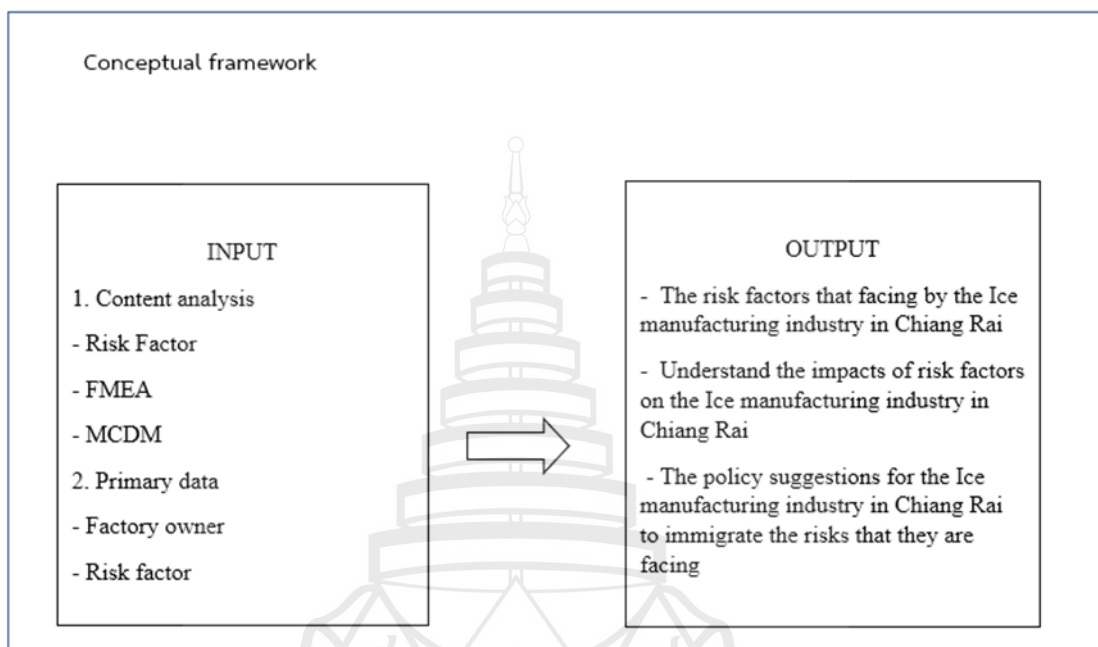 Conceptual framework
INPUT
1. Content analysis
- Risk Factor
- FMEA
- MCDM
2. Primary data
- Factory owner
- Risk factor
OUTPUT
- The risk factors that facing by the Ice
manufacturing industry in Chiang Rai
- Understand the impacts of risk factors
on the Ice manufacturing industry in
Chiang Rai
- The policy suggestions for the Ice
manufacturing industry in Chiang Rai
to immigrate the risks that they are
facing